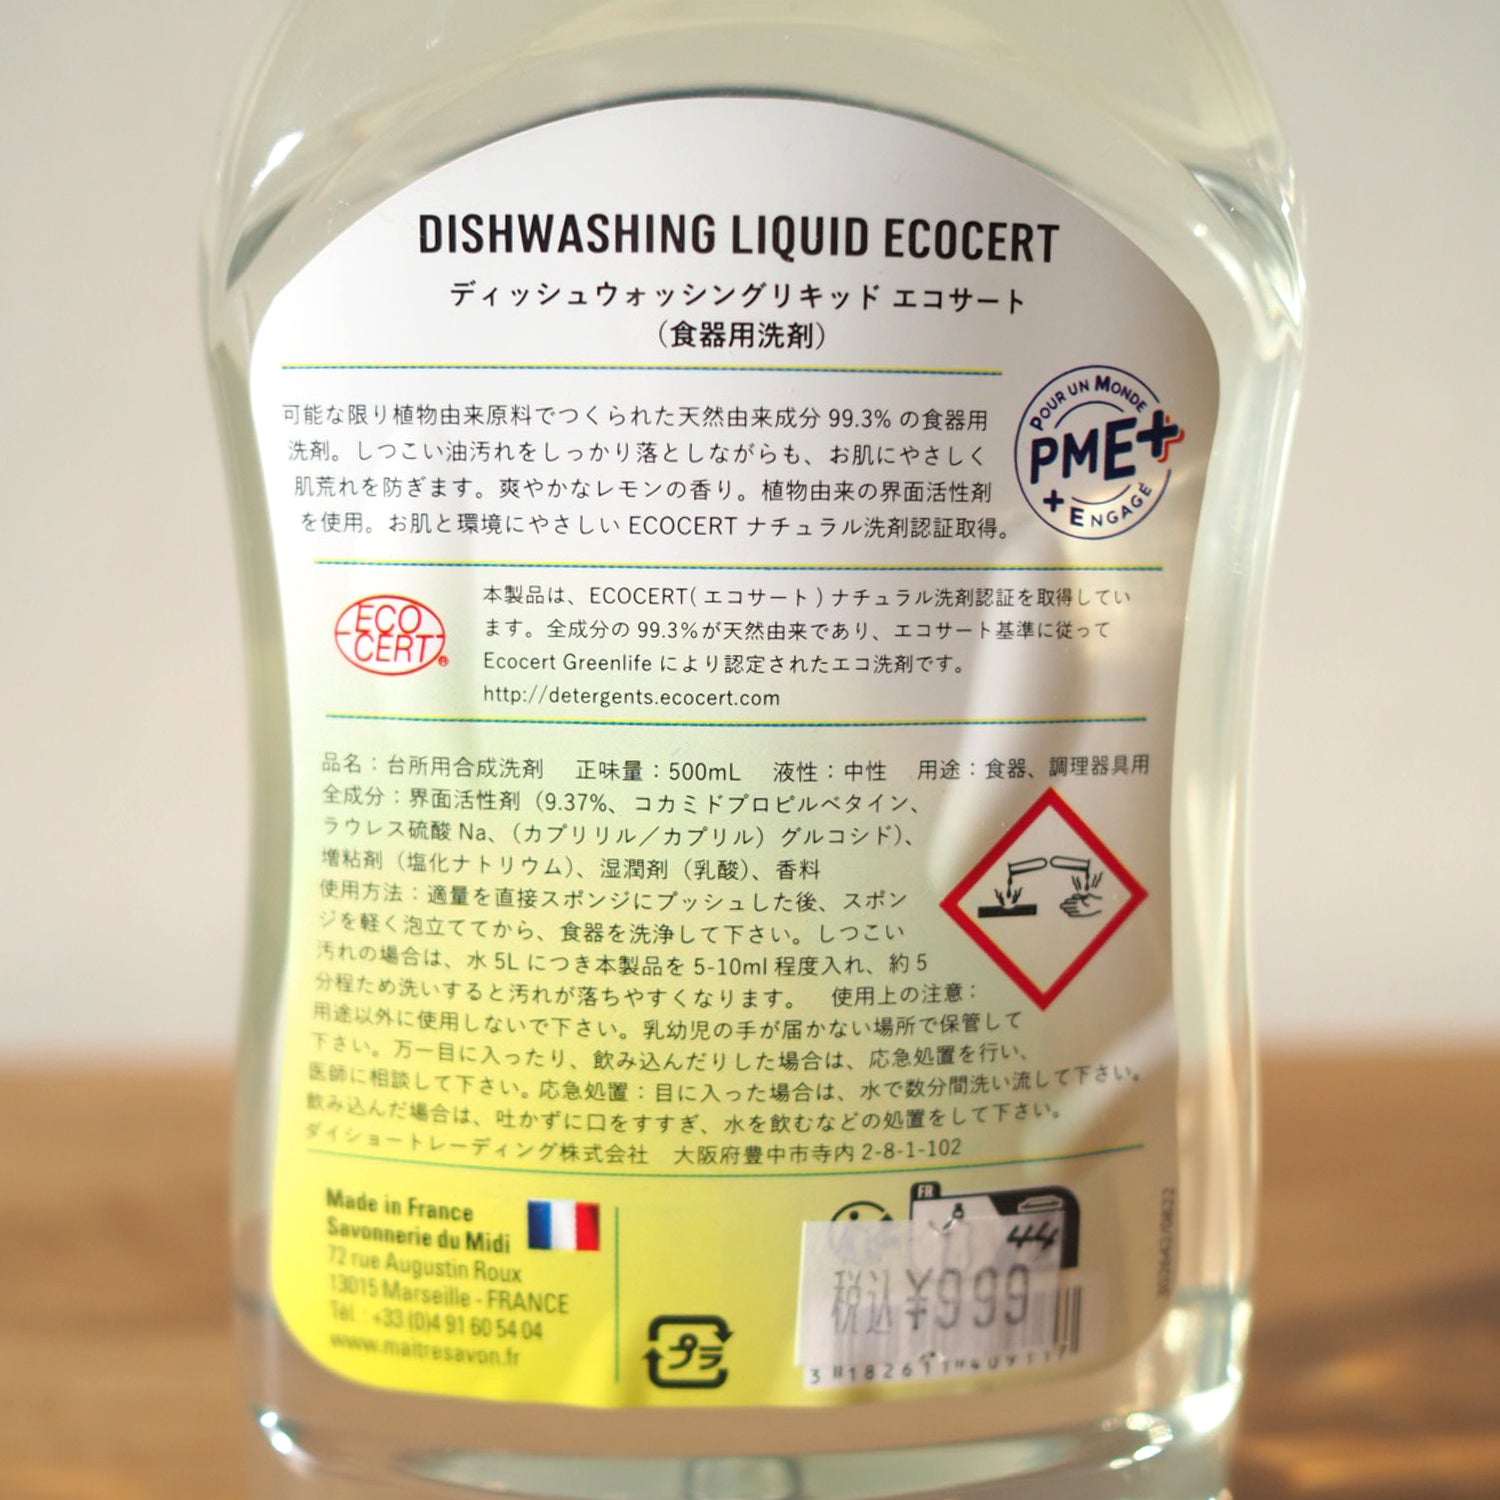 DISHWASHING LIQUID ECOCERT
ディッシュウォッシングリキッド エコサート
（食器用洗剤）
可能な限り植物由来原料でつくられた天然由来成分 99.3% の食器用
洗剤。しつこい油汚れをしっかり落としながらも、お肌にやさしく
肌荒れを防ぎます。爽やかなレモンの香り。植物由来の界面活性剤
を使用。お肌と環境にやさしい ECOCERT ナチュラル洗剤認証取得。
POUR UN MONDE
PME+
+ ENGAGÉ
ECO
CERT
®
本製品は、ECOCERT( エコサート ) ナチュラル洗剤認証を取得してい
ます。全成分の 99.3%が天然由来であり、エコサート基準に従って
Ecocert Greenlife により認定されたエコ洗剤です。
http://detergents.ecocert.com
品名：台所用合成洗剤　正味量：500mL　液性：中性　用途：食器、調理器具用
全成分：界面活性剤（9.37%、コカミドプロピルベタイン、
ラウレス硫酸 Na、（カプリリル／カプリル）グルコシド）、
増粘剤（塩化ナトリウム）、湿潤剤（乳酸）、香料
使用方法：適量を直接スポンジにプッシュした後、スポン
ジを軽く泡立ててから、食器を洗浄して下さい。しつこい
汚れの場合は、水 5L につき本製品を 5-10ml 程度入れ、約 5
分程ため洗いすると汚れが落ちやすくなります。　使用上の注意：
用途以外に使用しないで下さい。乳幼児の手が届かない場所で保管して
下さい。万一目に入ったり、飲み込んだりした場合は、応急処置を行い、
医師に相談して下さい。応急処置：目に入った場合は、水で数分間洗い流して下さい。
飲み込んだ場合は、吐かずに口をすすぎ、水を飲むなどの処置をして下さい。
ダイショートレーディング株式会社　大阪府豊中市寺内 2-8-1-102
Made in France
Savonnerie du Midi
72 rue Augustin Roux
13015 Marseille - FRANCE
Tél. : +33 (0)4 91 60 54 04
www.maitresavon.fr
プラ
FR
税込 ¥999
3 182611 409117